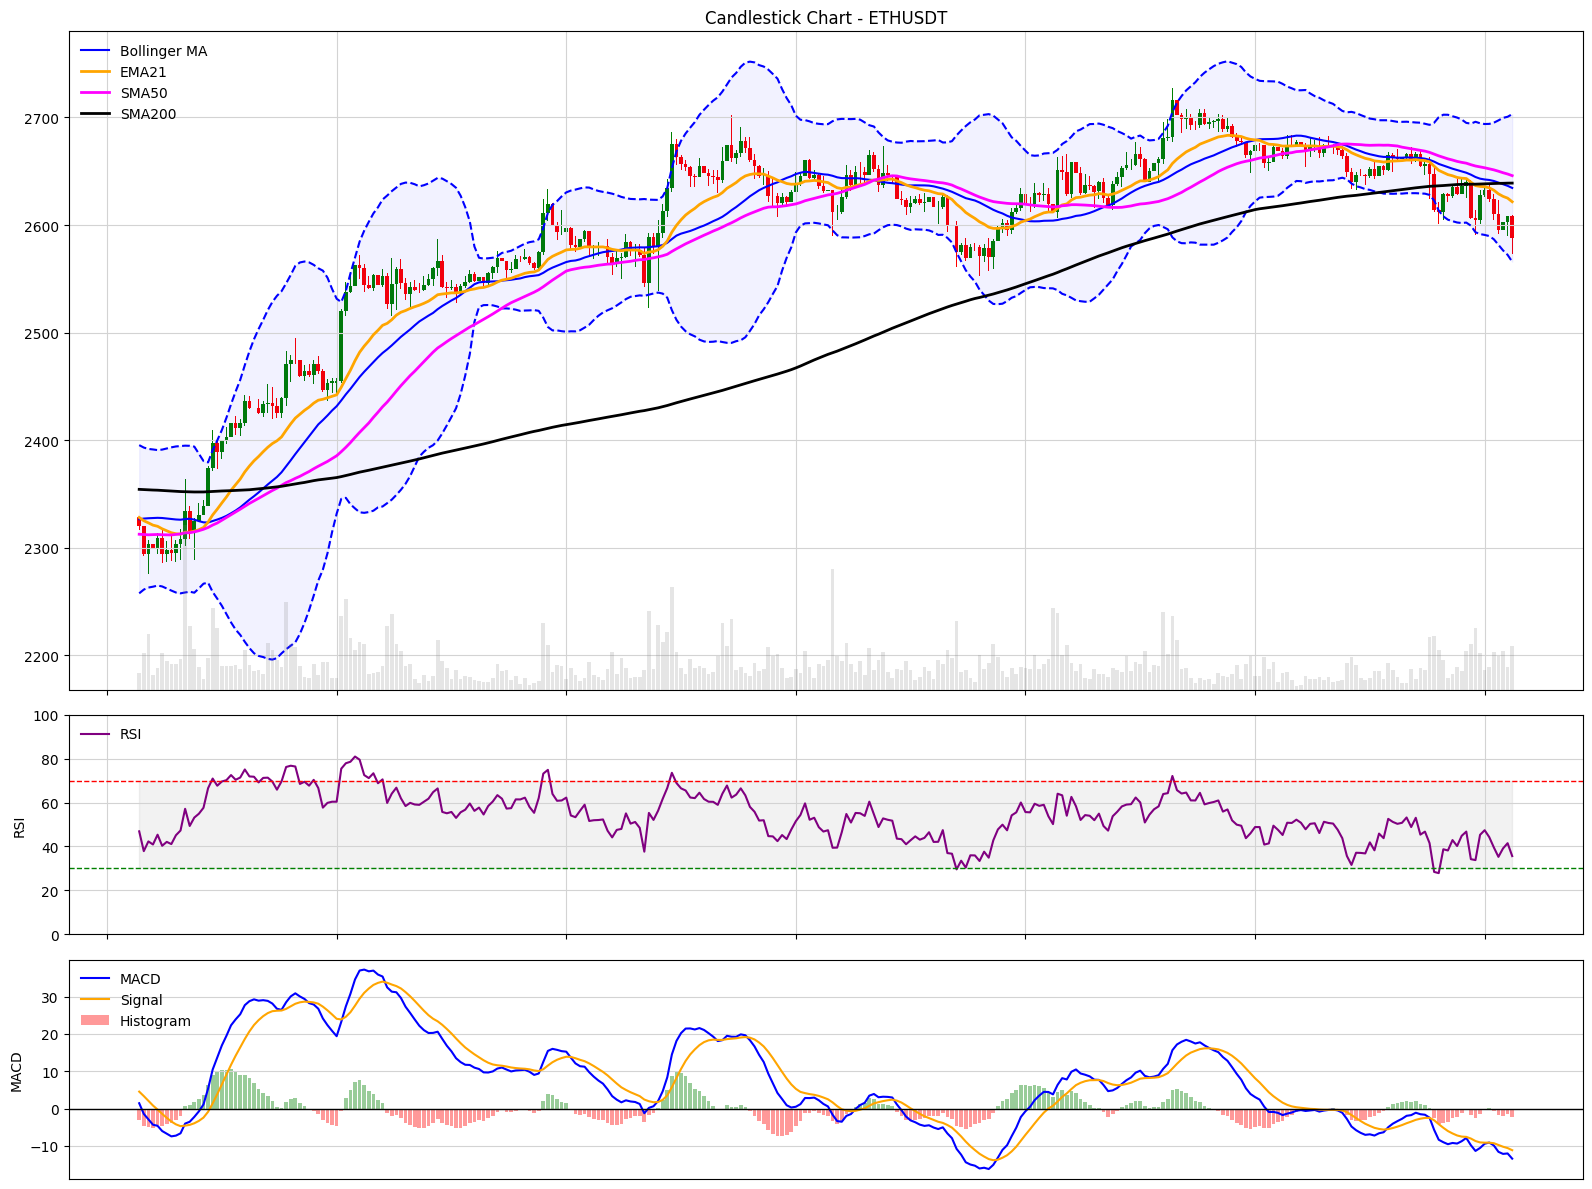 Candlestick Chart - ETHUSDT
Bollinger MA
EMA21
SMA50
SMA200
2700
2600
2500
2400
2300
2200
100
80
60
40
20
0
RSI
RSI
30
20
10
0
−10
MACD
MACD
Signal
Histogram